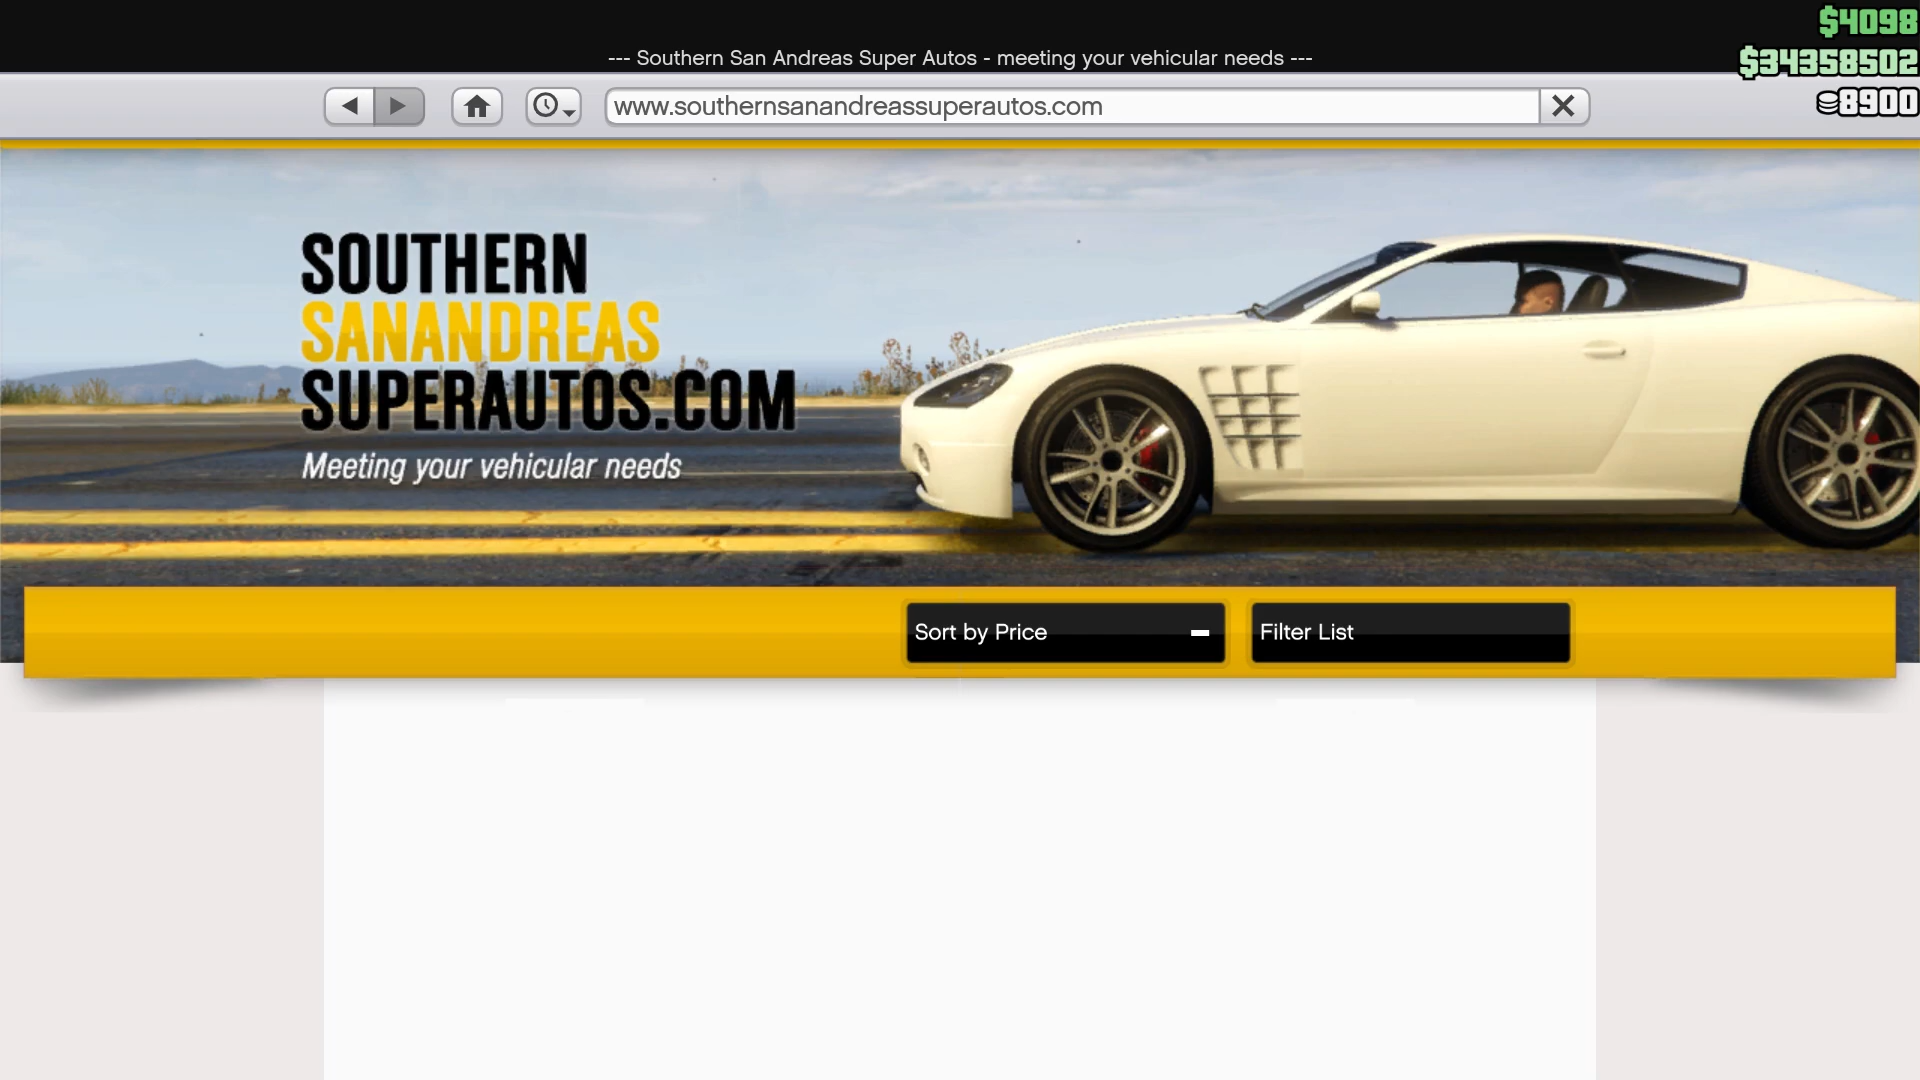 $4098
--- Southern San Andreas Super Autos - meeting your vehicular needs ---
$34358502
www.southernsanandreassuperautos.com
8900
SOUTHERN
SANANDREAS
SUPERAUTOS.COM
Meeting your vehicular needs
Sort by Price
Filter List